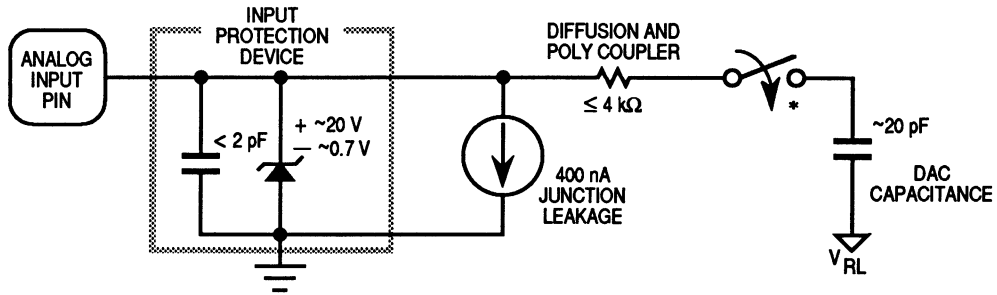 INPUT
PROTECTION
DEVICE
ANALOG
INPUT
PIN
< 2 pF
+ ~20 V
– ~0.7 V
400 nA
JUNCTION
LEAKAGE
DIFFUSION AND
POLY COUPLER
≤ 4 kΩ
*
~20 pF
DAC
CAPACITANCE
VRL